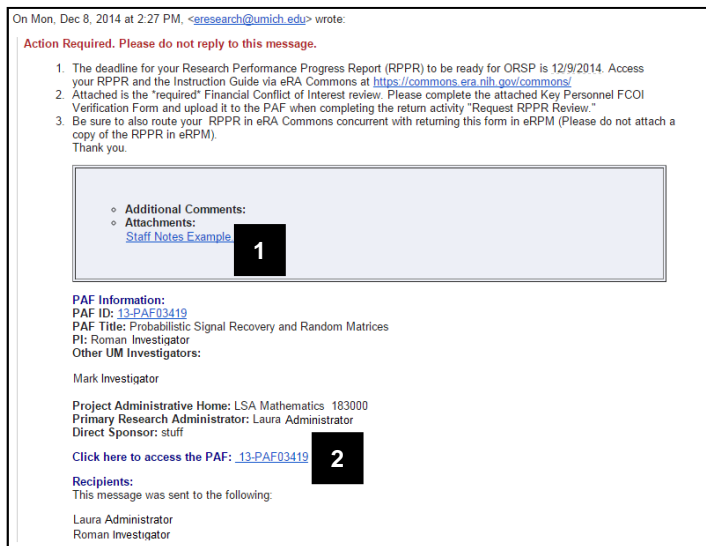 On Mon, Dec 8, 2014 at 2:27 PM, <eresearch@umich.edu> wrote:
Action Required. Please do not reply to this message.
1. The deadline for your Research Performance Progress Report (RPPR) to be ready for ORSP is 12/9/2014. Access
your RPPR and the Instruction Guide via eRA Commons at https://commons.era.nih.gov/commons/
2. Attached is the *required* Financial Conflict of Interest review. Please complete the attached Key Personnel FCOI
Verification Form and upload it to the PAF when completing the return activity "Request RPPR Review."
3. Be sure to also route your RPPR in eRA Commons concurrent with returning this form in eRPM (Please do not attach a
copy of the RPPR in eRPM).
Thank you.
Additional Comments:
Attachments:
Staff Notes Example.
1
PAF Information:
PAF ID: 13-PAF03419
PAF Title: Probabilistic Signal Recovery and Random Matrices
PI: Roman Investigator
Other UM Investigators:
Mark Investigator
Project Administrative Home: LSA Mathematics 183000
Primary Research Administrator: Laura Administrator
Direct Sponsor: stuff
Click here to access the PAF: 13-PAF03419
2
Recipients:
This message was sent to the following:
Laura Administrator
Roman Investigator